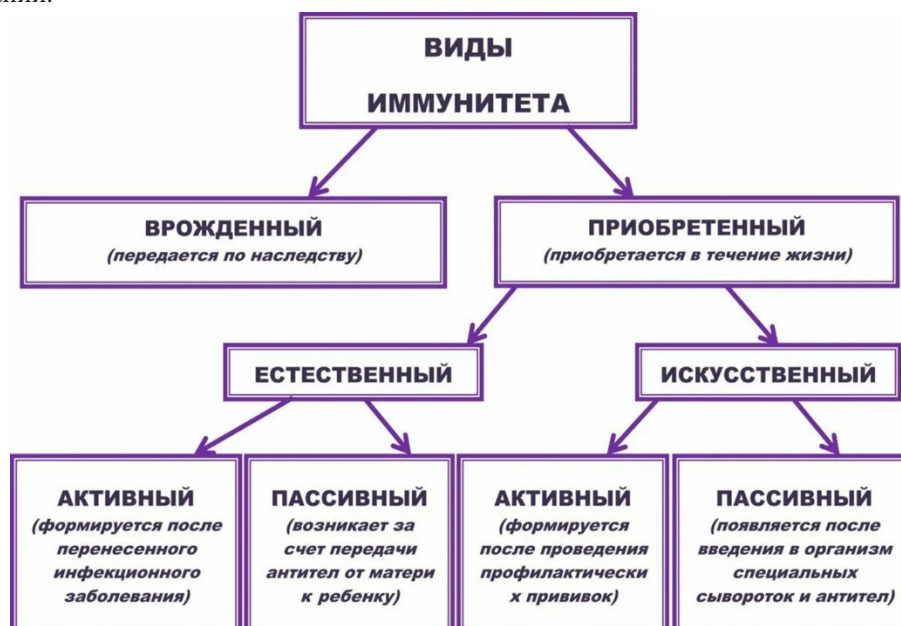 ВИДЫ
ИММУНИТЕТА
ВРОЖДЕННЫЙ
(передается по наследству)
ПРИОБРЕТЕННЫЙ
(приобретается в течение жизни)
ЕСТЕСТВЕННЫЙ
ИСКУССТВЕННЫЙ
АКТИВНЫЙ
(формируется после
перенесенного
инфекционного
заболевания)
ПАССИВНЫЙ
(возникает за
счет передачи
антител от матери
к ребенку)
АКТИВНЫЙ
(формируется
после проведения
профилактически
х прививок)
ПАССИВНЫЙ
(появляется после
введения в организм
специальных
сывороток и антител)